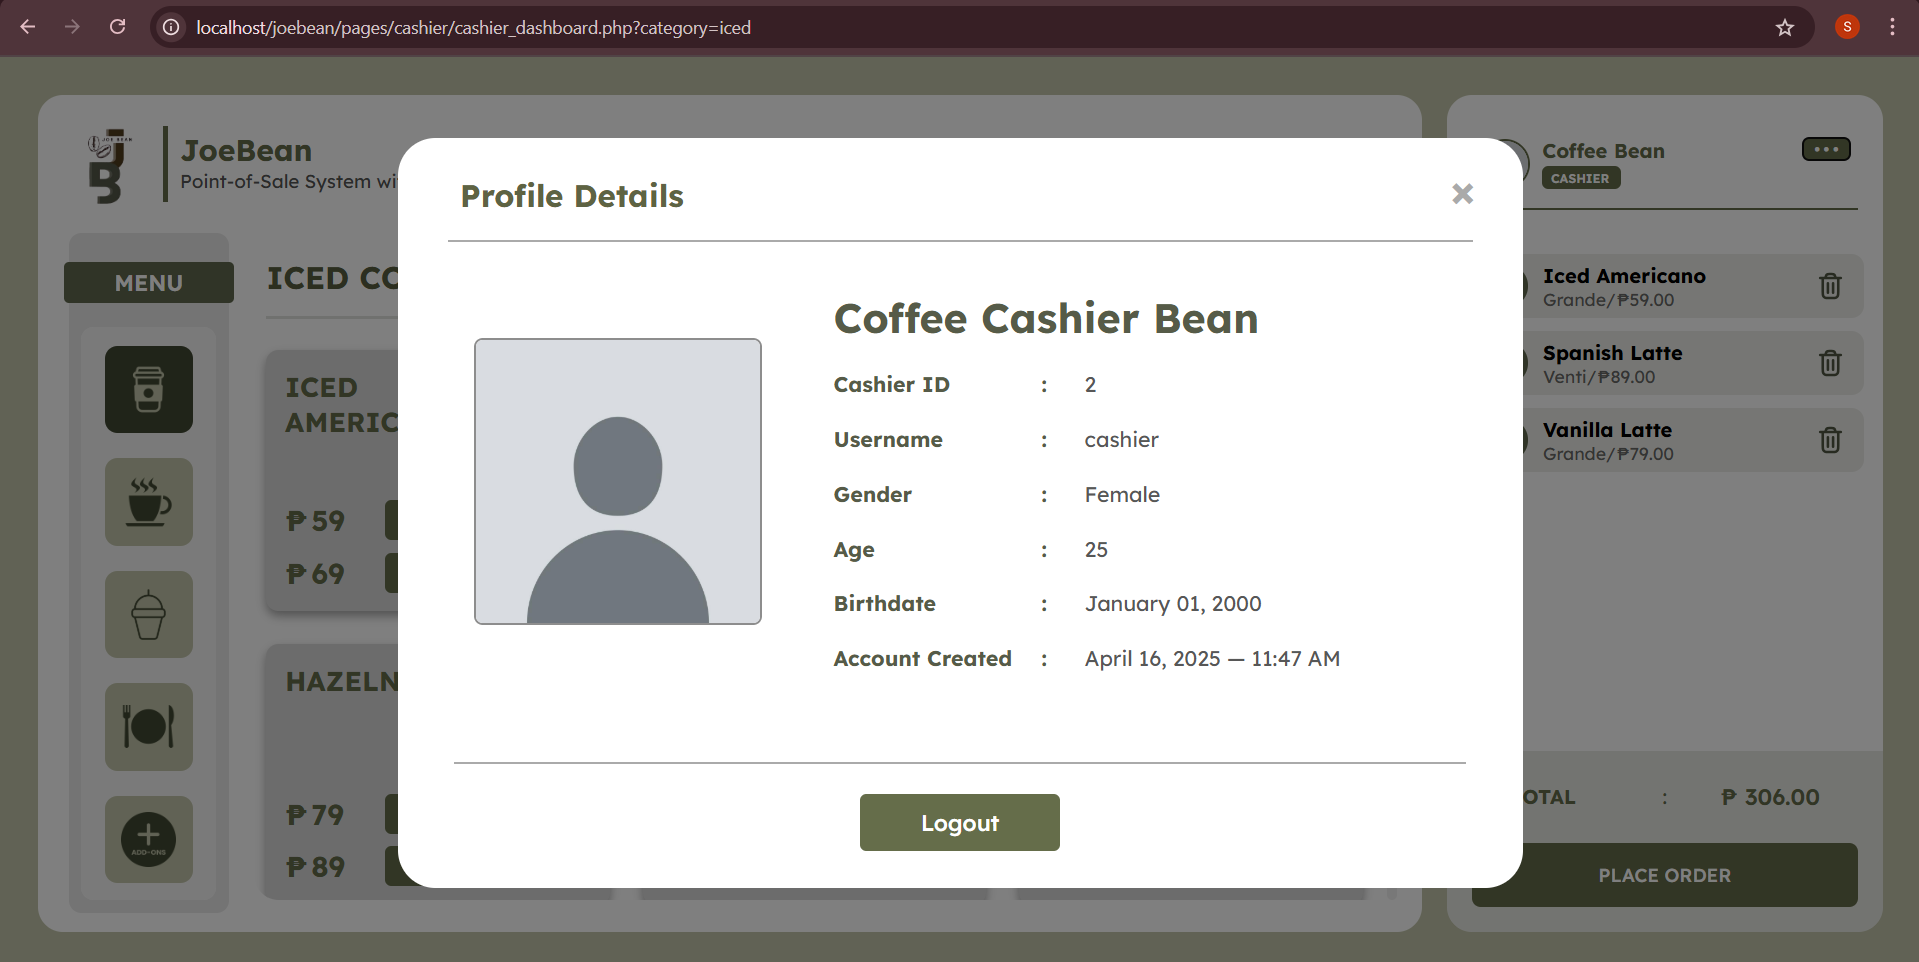 localhost/joebean/pages/cashier/cashier_dashboard.php?category=iced
S
JoeBean
Point-of-Sale System wi
MENU
ICED CO
ICED
AMERIC
₱ 59
₱ 69
HAZELN
₱ 79
₱ 89
ADD-ONS
Profile Details
Coffee Cashier Bean
Cashier ID : 2
Username : cashier
Gender : Female
Age : 25
Birthdate : January 01, 2000
Account Created : April 16, 2025 — 11:47 AM
Logout
Coffee Bean
CASHIER
Iced Americano
Grande/₱59.00
Spanish Latte
Venti/₱89.00
Vanilla Latte
Grande/₱79.00
OTAL : ₱ 306.00
PLACE ORDER